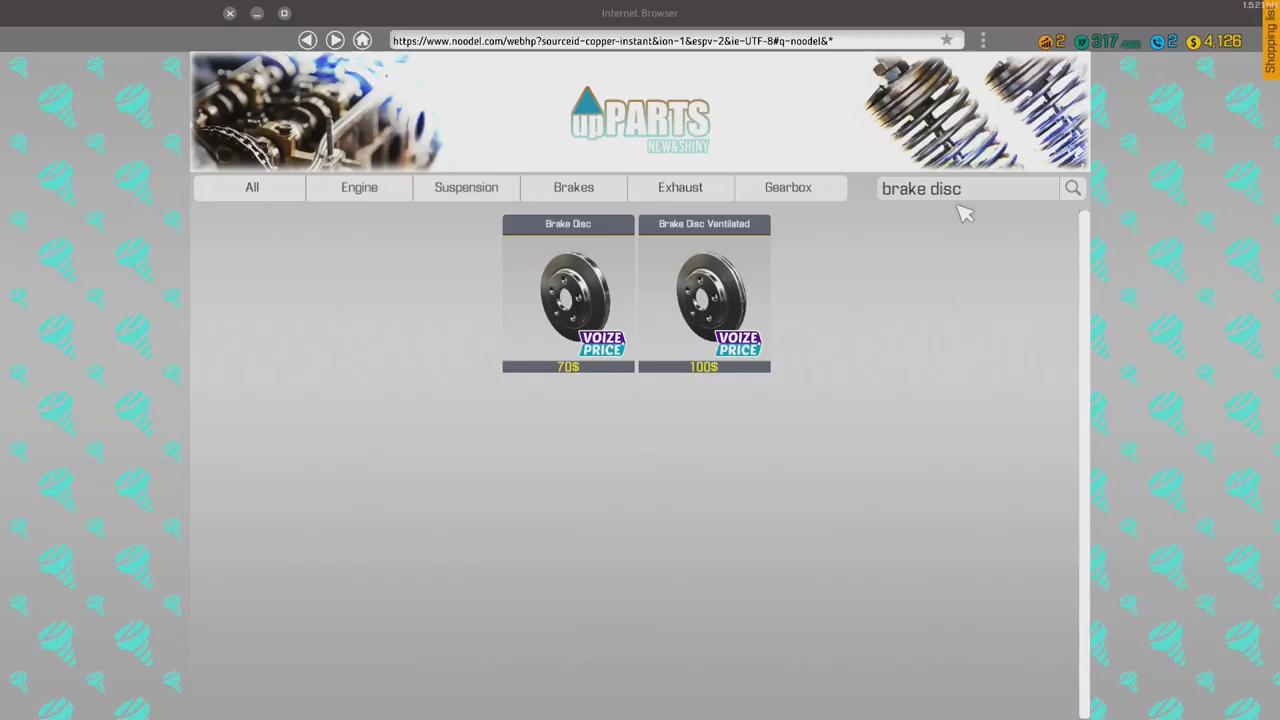 Internet Browser
https://www.noodel.com/webhp?sourceid-copper-instant&ion-1&espv-2&ie-UTF-8#q-noodel&*
2
317
2
$ 4,126
Shopping list
upPARTS
NEW&SHINY
All
Engine
Suspension
Brakes
Exhaust
Gearbox
brake disc
Brake Disc
Brake Disc Ventilated
VOIZE.
PRICE
VOIZE.
PRICE
70$
100$